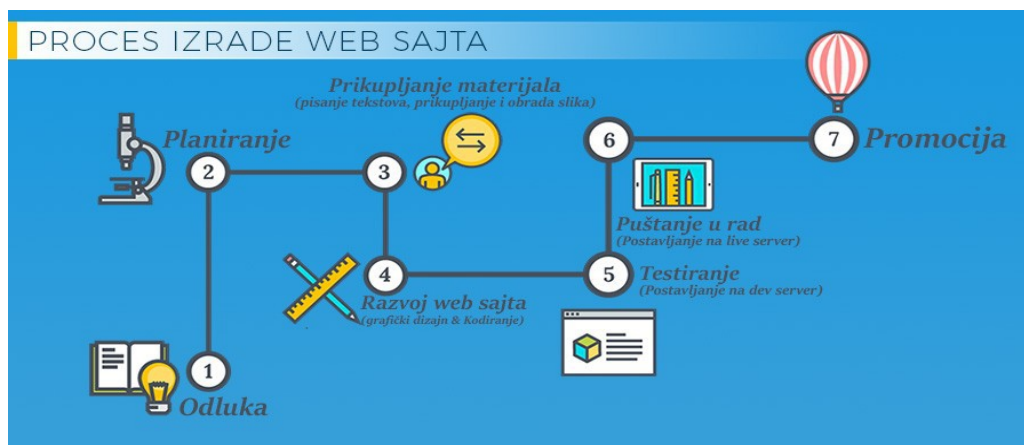 PROCES IZRADE WEB SAJTA
1
Odluka
2
Planiranje
3
Prikupljanje materijala
(pisanje tekstova, prikupljanje i obrada slika)
4
Razvoj web sajta
(grafički dizajn & Kodiranje)
5
Testiranje
(Postavljanje na dev server)
6
Puštanje u rad
(Postavljanje na live server)
7
Promocija